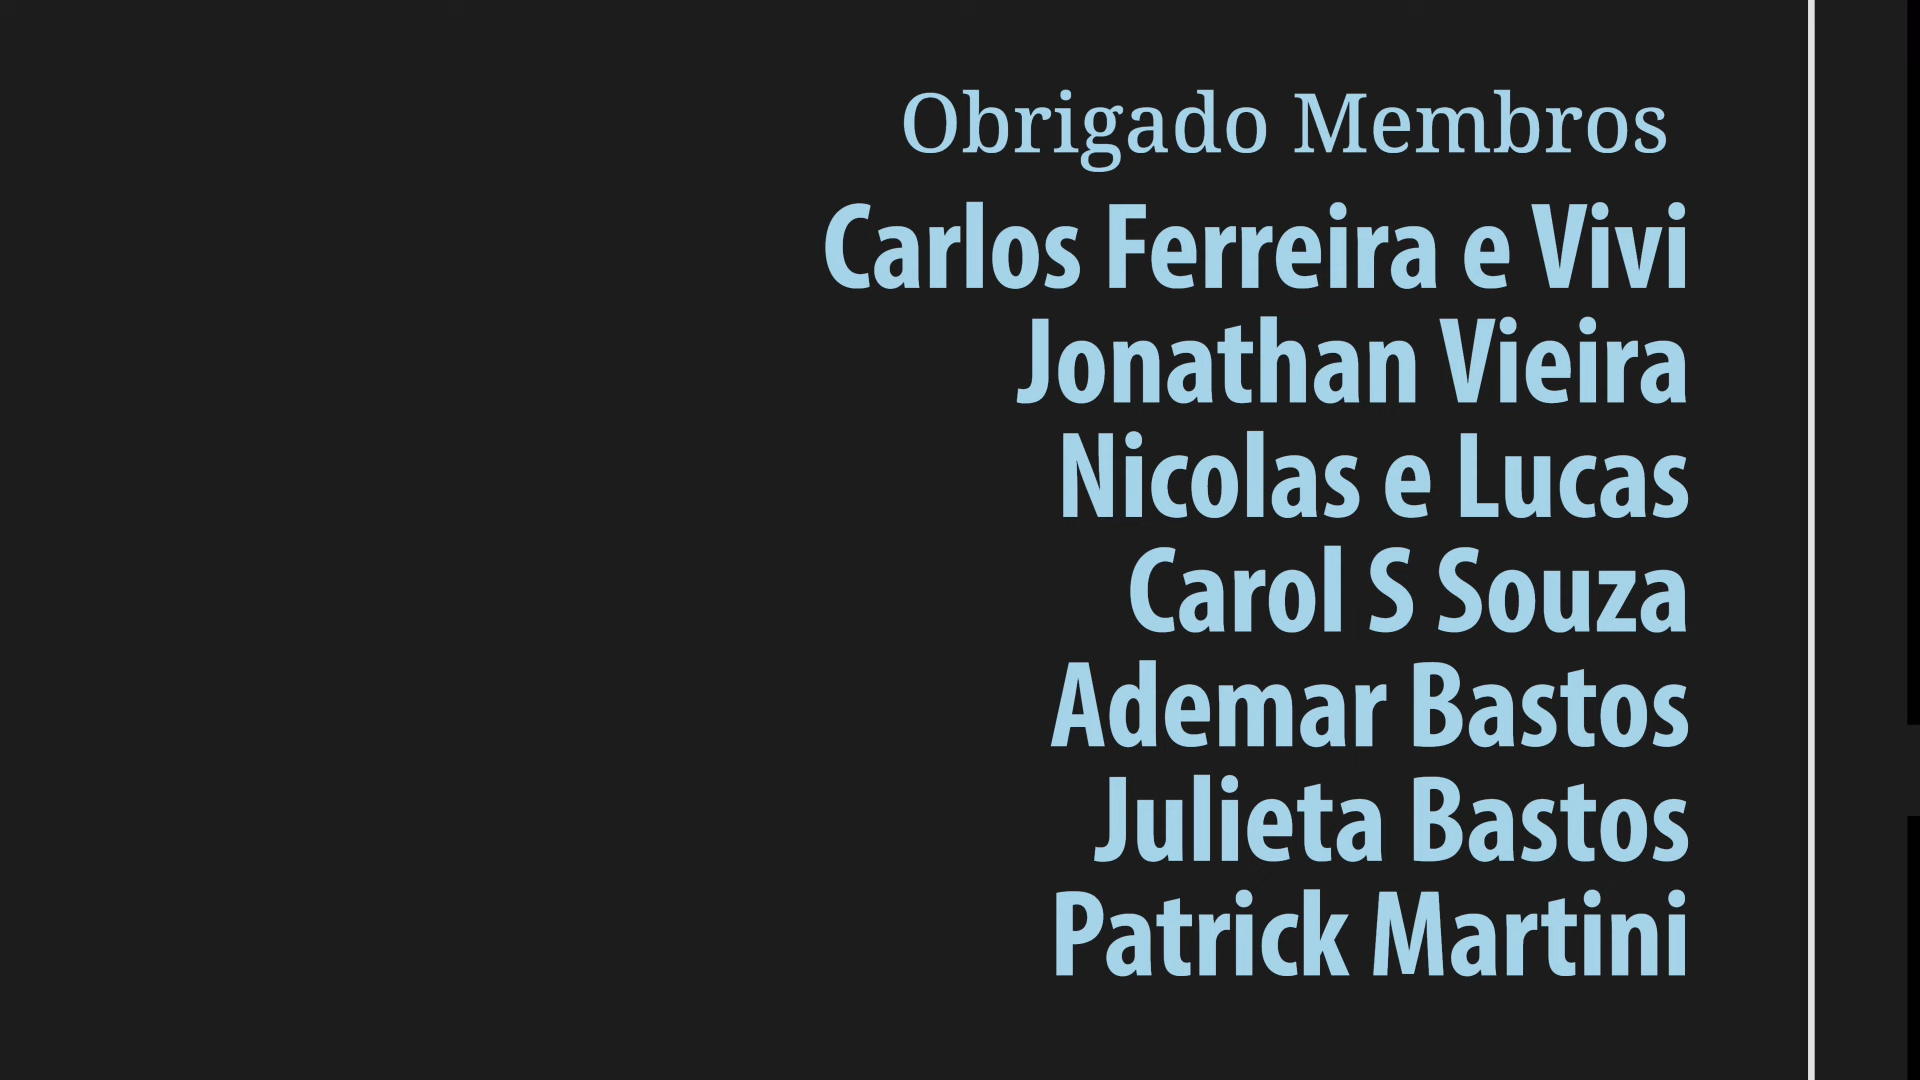 Obrigado Membros
Carlos Ferreira e Vivi
Jonathan Vieira
Nicolas e Lucas
Carol S Souza
Ademar Bastos
Julieta Bastos
Patrick Martini